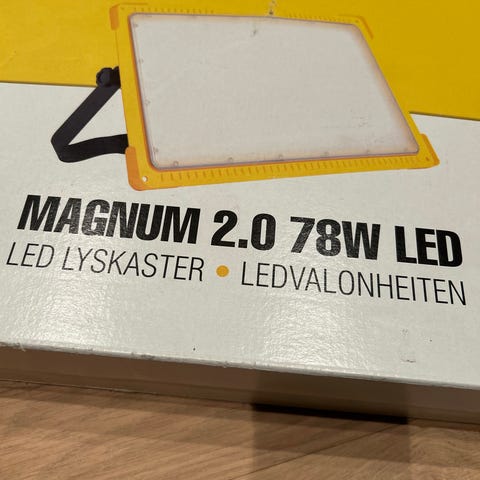 MAGNUM 2.0 78W LED
LED LYSKASTER • LEDVALONHEITEN